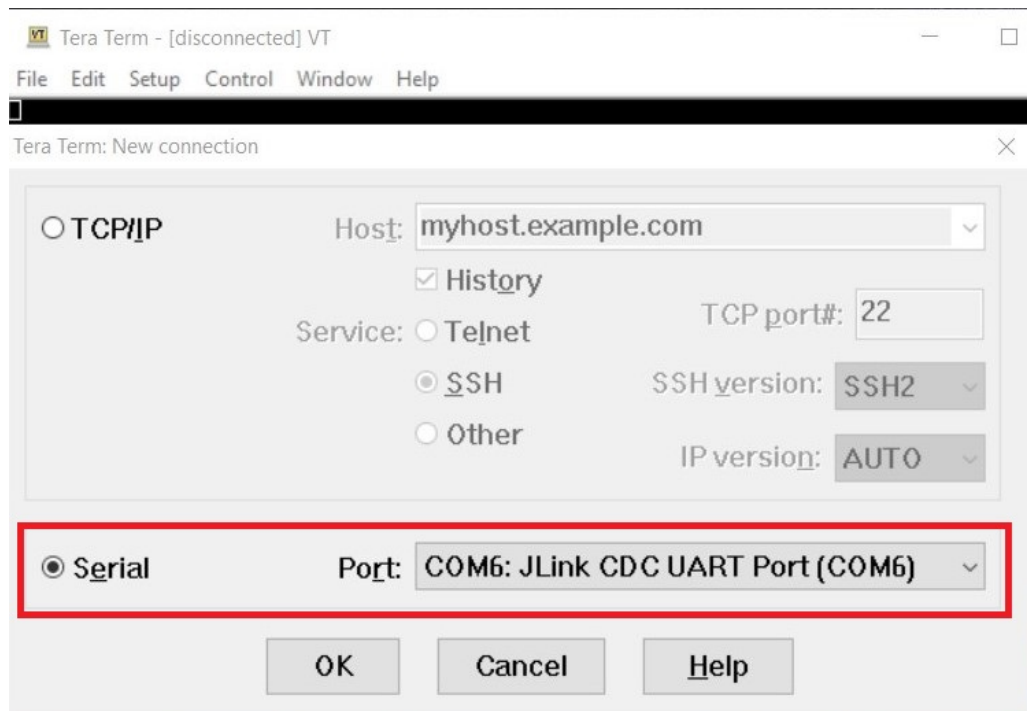 VT Tera Term - [disconnected] VT
File Edit Setup Control Window Help
Tera Term: New connection
TCP/IP Host: myhost.example.com
History
Service: Telnet TCP port#: 22
SSH SSH version: SSH2
Other IP version: AUTO
Serial Port: COM6: JLink CDC UART Port (COM6)
OK Cancel Help